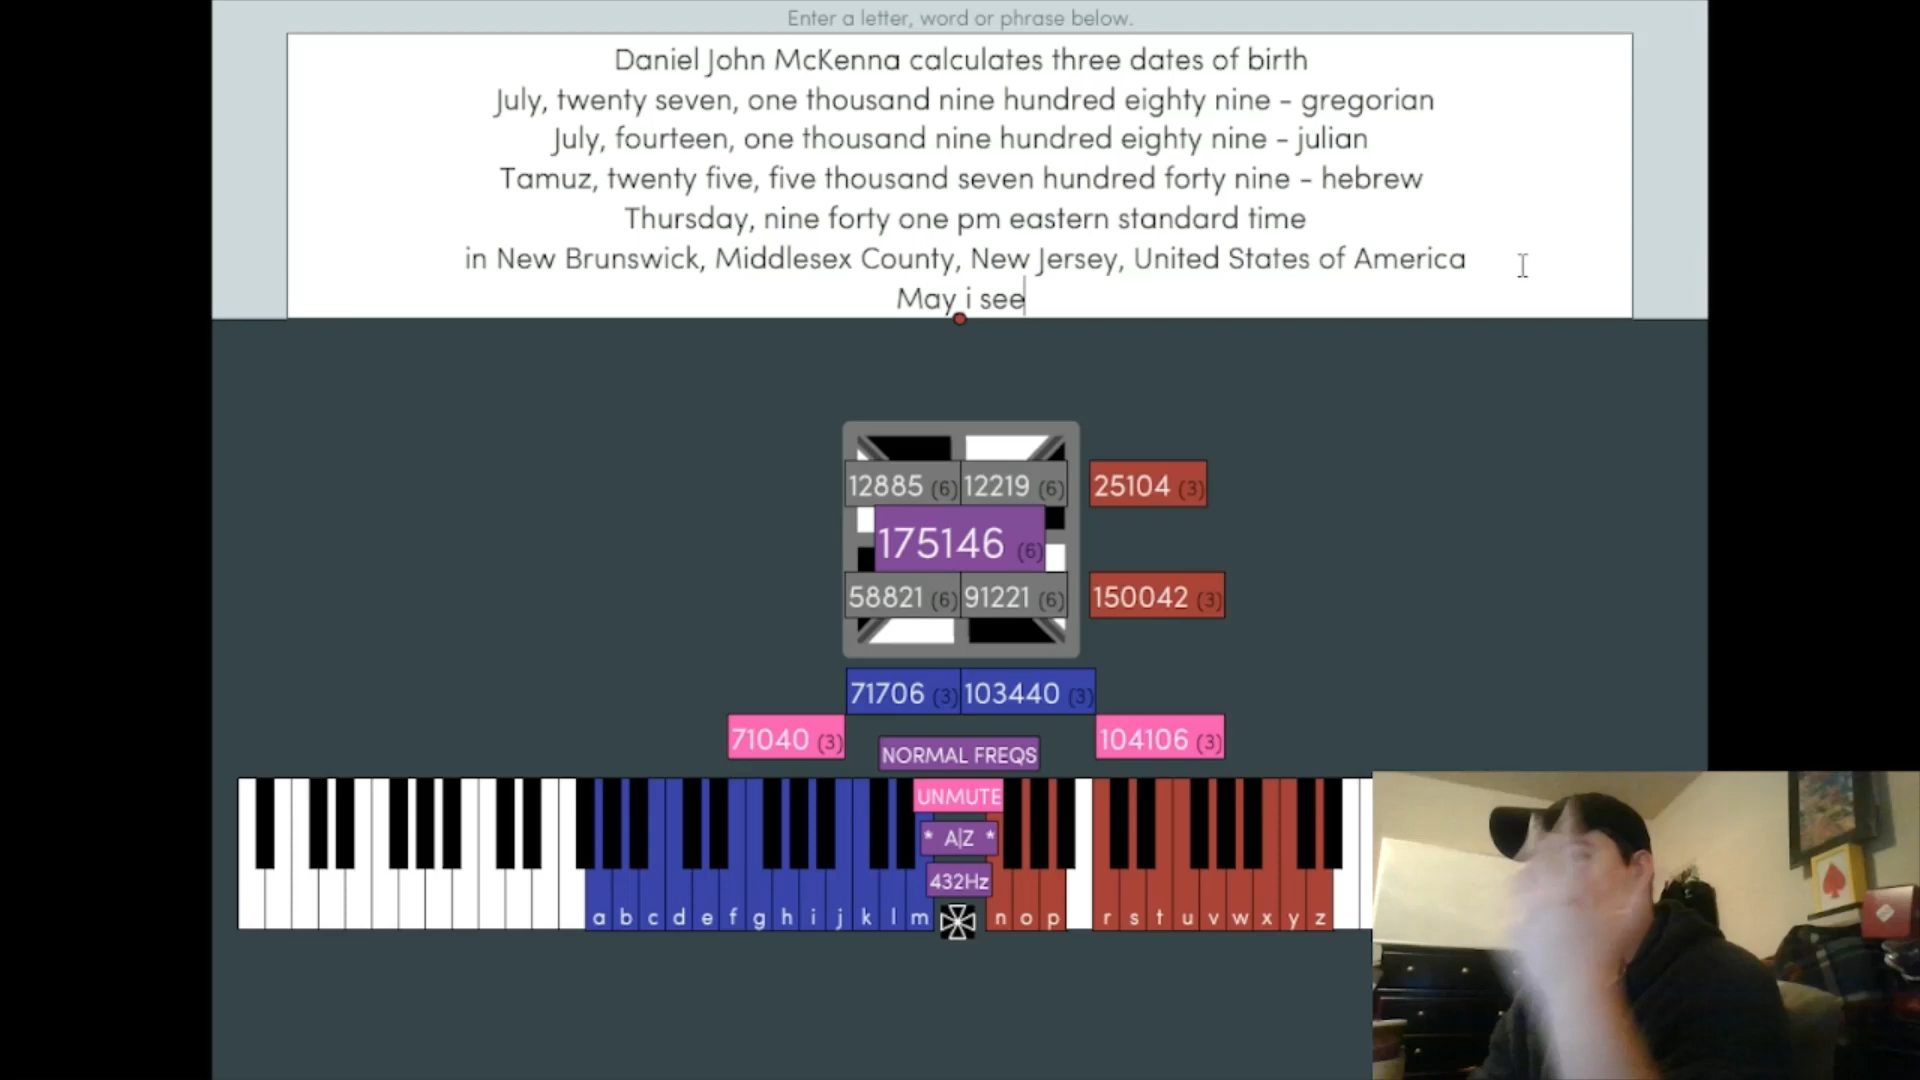 Enter a letter, word or phrase below.
Daniel John McKenna calculates three dates of birth
July, twenty seven, one thousand nine hundred eighty nine - gregorian
July, fourteen, one thousand nine hundred eighty nine - julian
Tamuz, twenty five, five thousand seven hundred forty nine - hebrew
Thursday, nine forty one pm eastern standard time
in New Brunswick, Middlesex County, New Jersey, United States of America
May i see
12885 (6) 12219 (6) 25104 (3)
175146 (6)
58821 (6) 91221 (6) 150042 (3)
71706 (3) 103440 (3)
71040 (3) 104106 (3)
NORMAL FREQS
UNMUTE
* A|Z *
432Hz
a b c d e f g h i j k l m n o p r s t u v w x y z